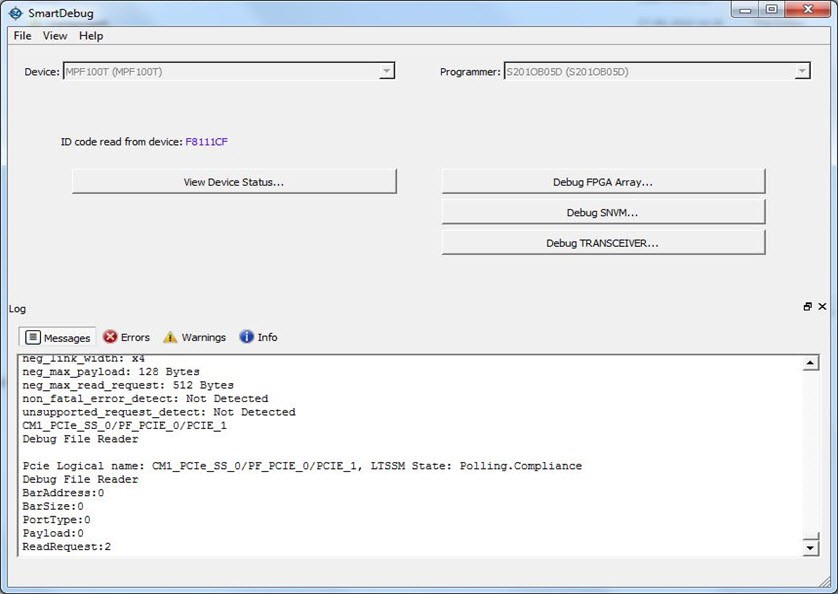 SmartDebug
File View Help
Device: MPF100T (MPF100T) Programmer: S201OB05D (S201OB05D)
ID code read from device: F8111CF
View Device Status... Debug FPGA Array...
Debug SNVM...
Debug TRANSCEIVER...
Log
Messages Errors Warnings Info
neg_link_width: x4
neg_max_payload: 128 Bytes
neg_max_read_request: 512 Bytes
non_fatal_error_detect: Not Detected
unsupported_request_detect: Not Detected
CM1_PCIe_SS_0/PF_PCIE_0/PCIE_1
Debug File Reader
Pcie Logical name: CM1_PCIe_SS_0/PF_PCIE_0/PCIE_1, LTSSM State: Polling.Compliance
Debug File Reader
BarAddress:0
BarSize:0
PortType:0
Payload:0
ReadRequest:2